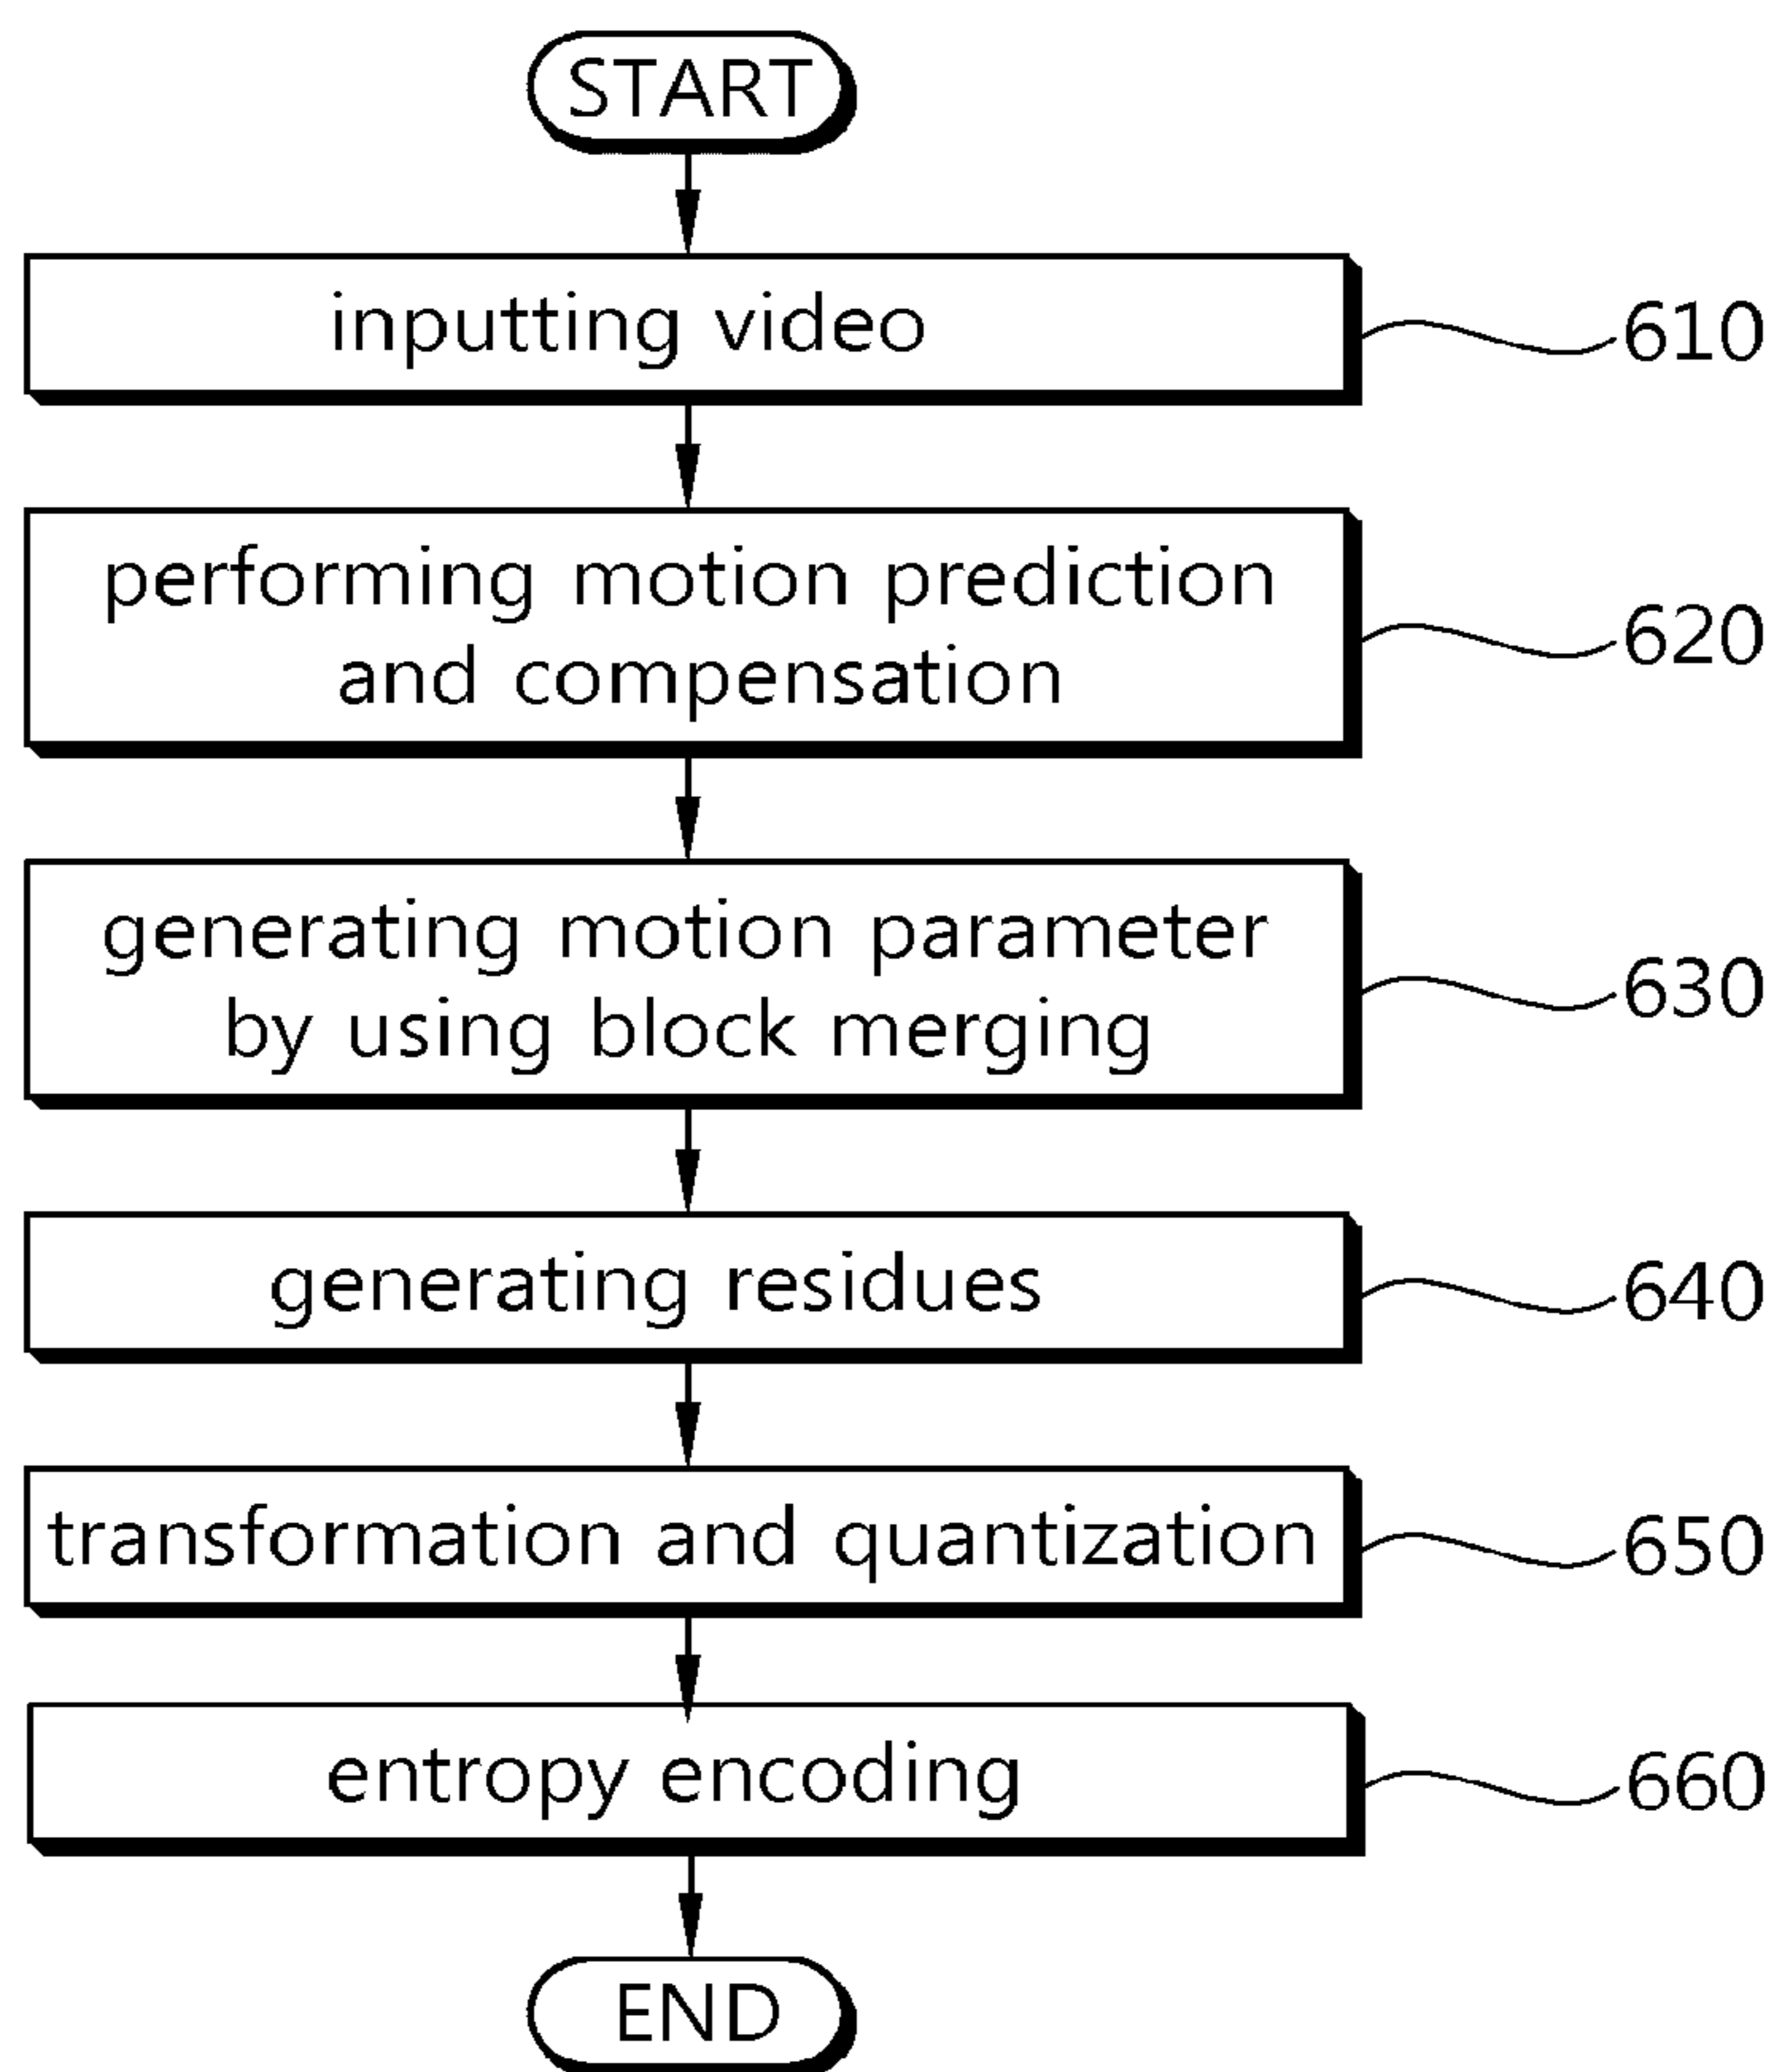 START
inputting video
610
performing motion prediction
and compensation
620
generating motion parameter
by using block merging
630
generating residues
640
transformation and quantization
650
entropy encoding
660
END